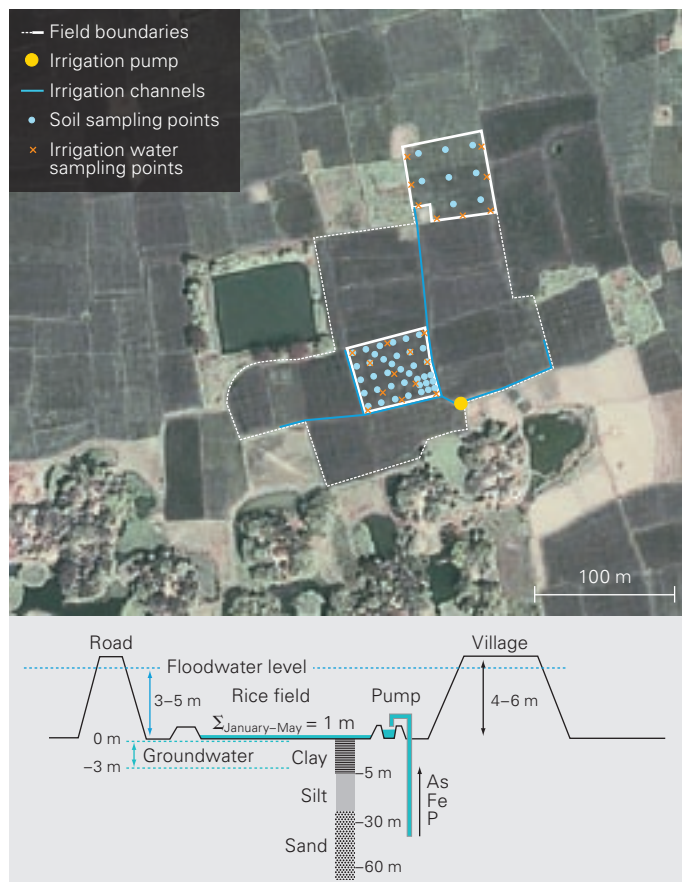 Field boundaries
Irrigation pump
Irrigation channels
Soil sampling points
Irrigation water
sampling points
100 m
Road
Village
Floodwater level
3–5 m
Rice field
Pump
4–6 m
ΣJanuary–May = 1 m
0 m
Groundwater
Clay
–3 m
–5 m
As
Silt
Fe
P
–30 m
Sand
–60 m